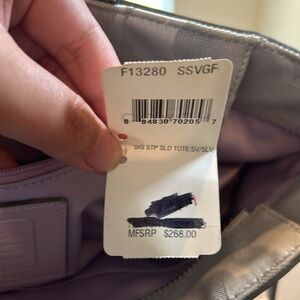 F13280 SSVGF
8 84830 70205 7
SIG STP SLD TOTE:SV/SLV
MFSRP $268.00